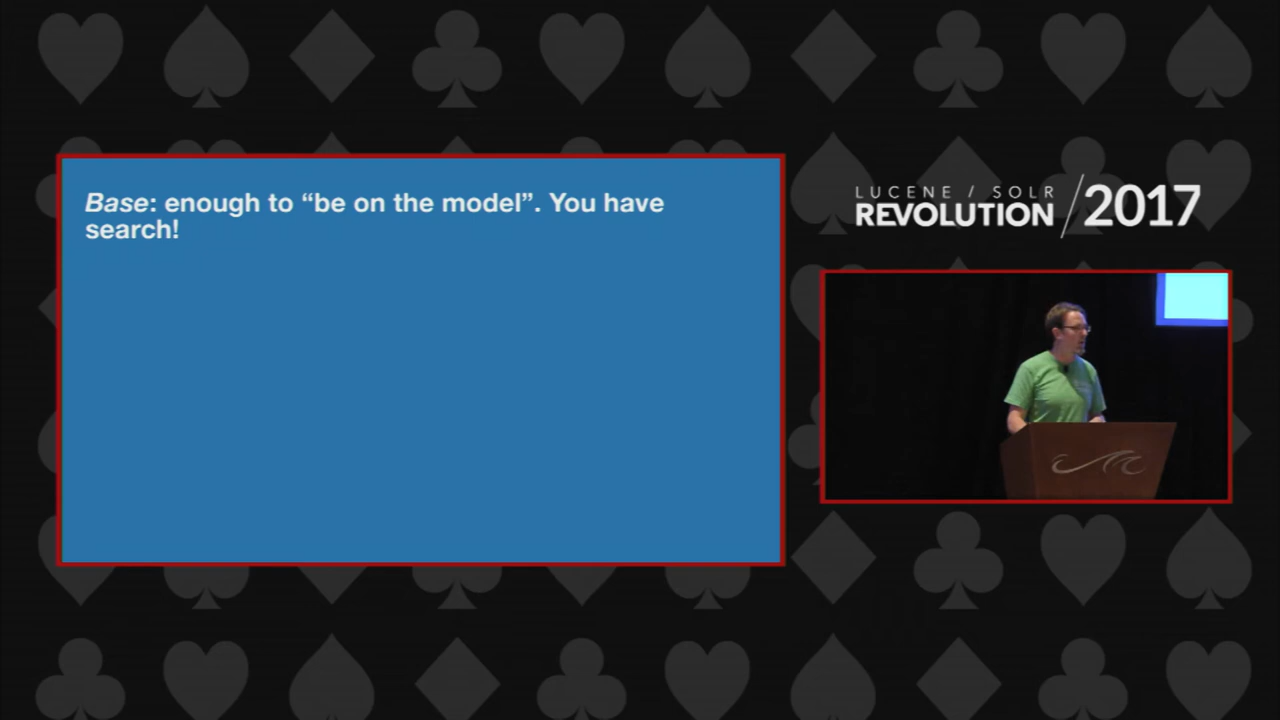 Base: enough to “be on the model”. You have
search!
LUCENE / SOLR
REVOLUTION /2017